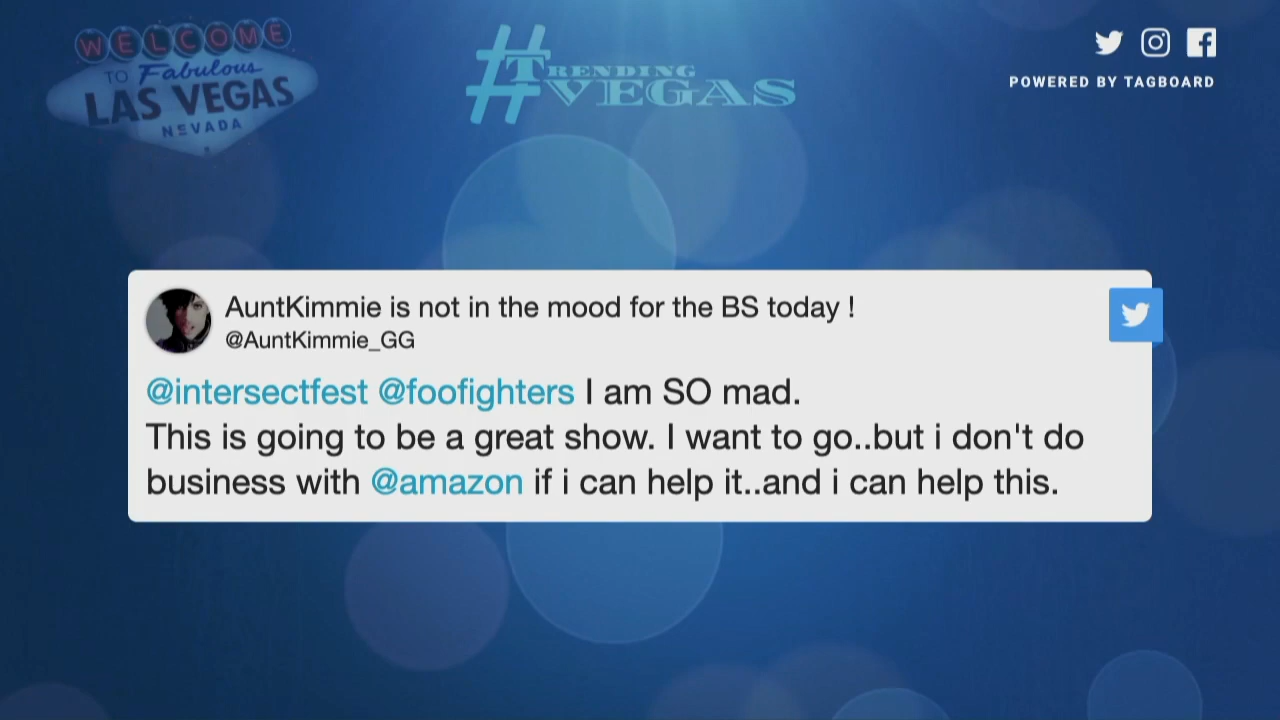 WELCOME
TO Fabulous
LAS VEGAS
NEVADA
#TRENDING
VEGAS
POWERED BY TAGBOARD
AuntKimmie is not in the mood for the BS today !
@AuntKimmie_GG
@intersectfest @foofighters I am SO mad.
This is going to be a great show. I want to go..but i don't do
business with @amazon if i can help it..and i can help this.